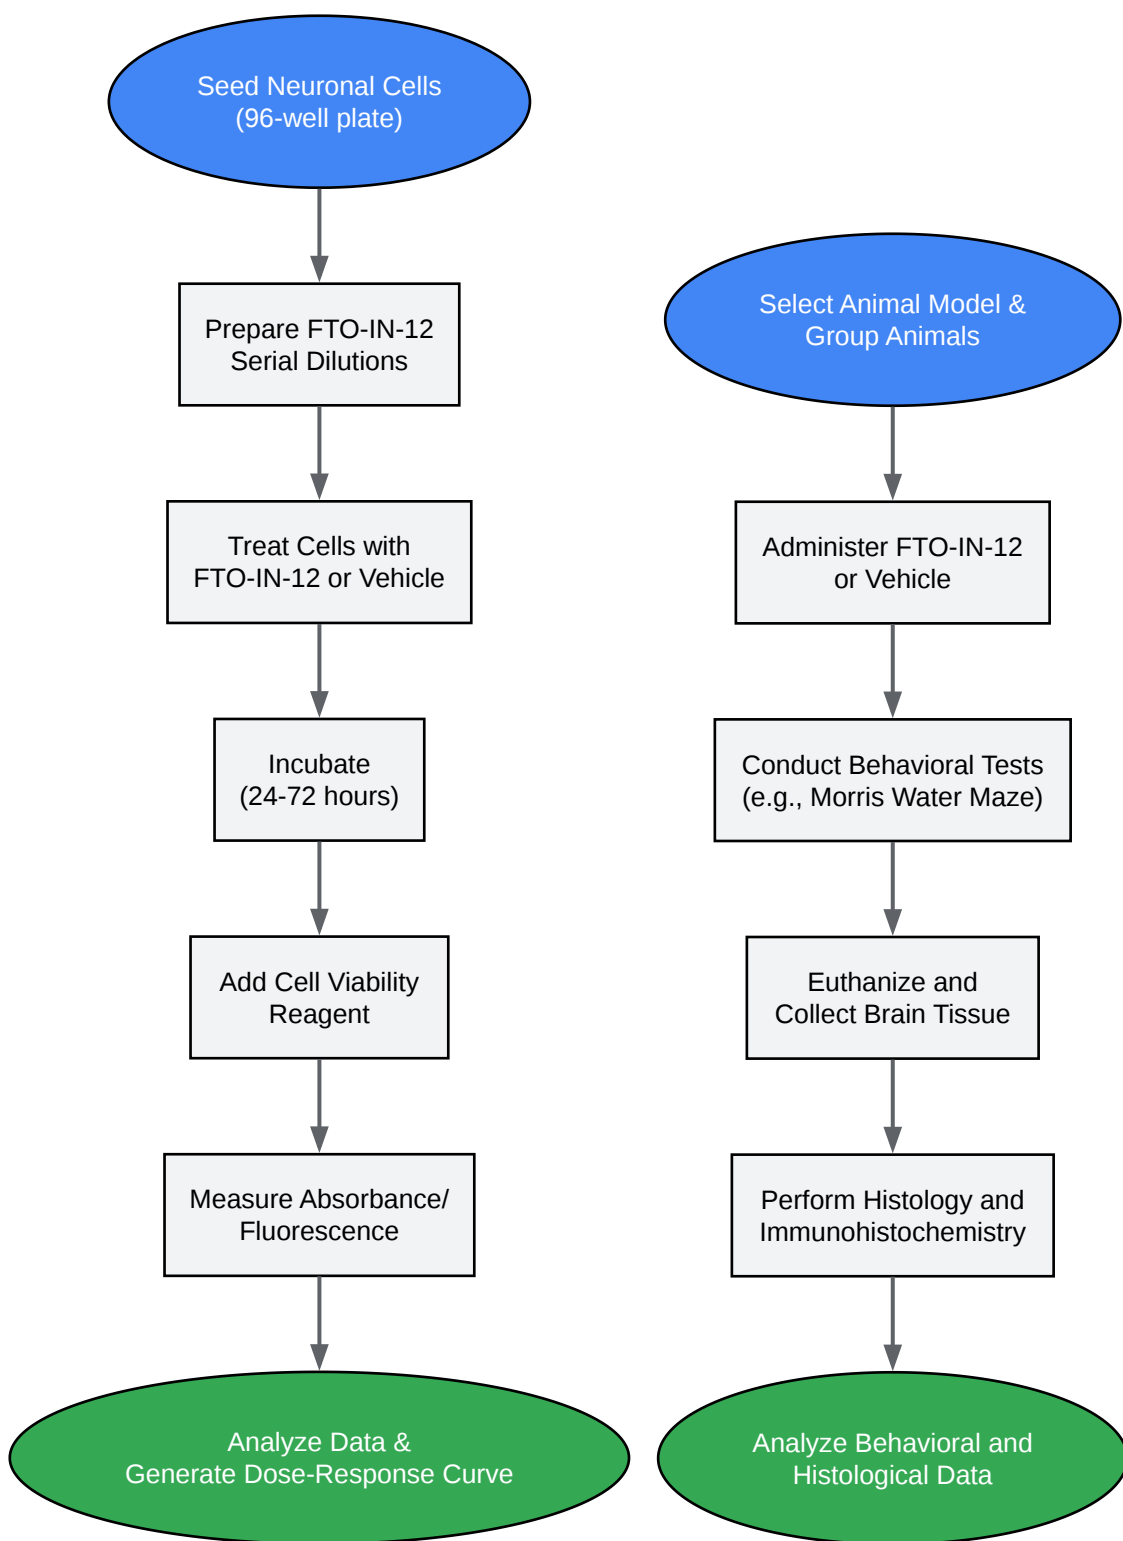 Seed Neuronal Cells
(96-well plate)
Prepare FTO-IN-12
Serial Dilutions
Treat Cells with
FTO-IN-12 or Vehicle
Incubate
(24-72 hours)
Add Cell Viability
Reagent
Measure Absorbance/
Fluorescence
Analyze Data &
Generate Dose-Response Curve
Select Animal Model &
Group Animals
Administer FTO-IN-12
or Vehicle
Conduct Behavioral Tests
(e.g., Morris Water Maze)
Euthanize and
Collect Brain Tissue
Perform Histology and
Immunohistochemistry
Analyze Behavioral and
Histological Data